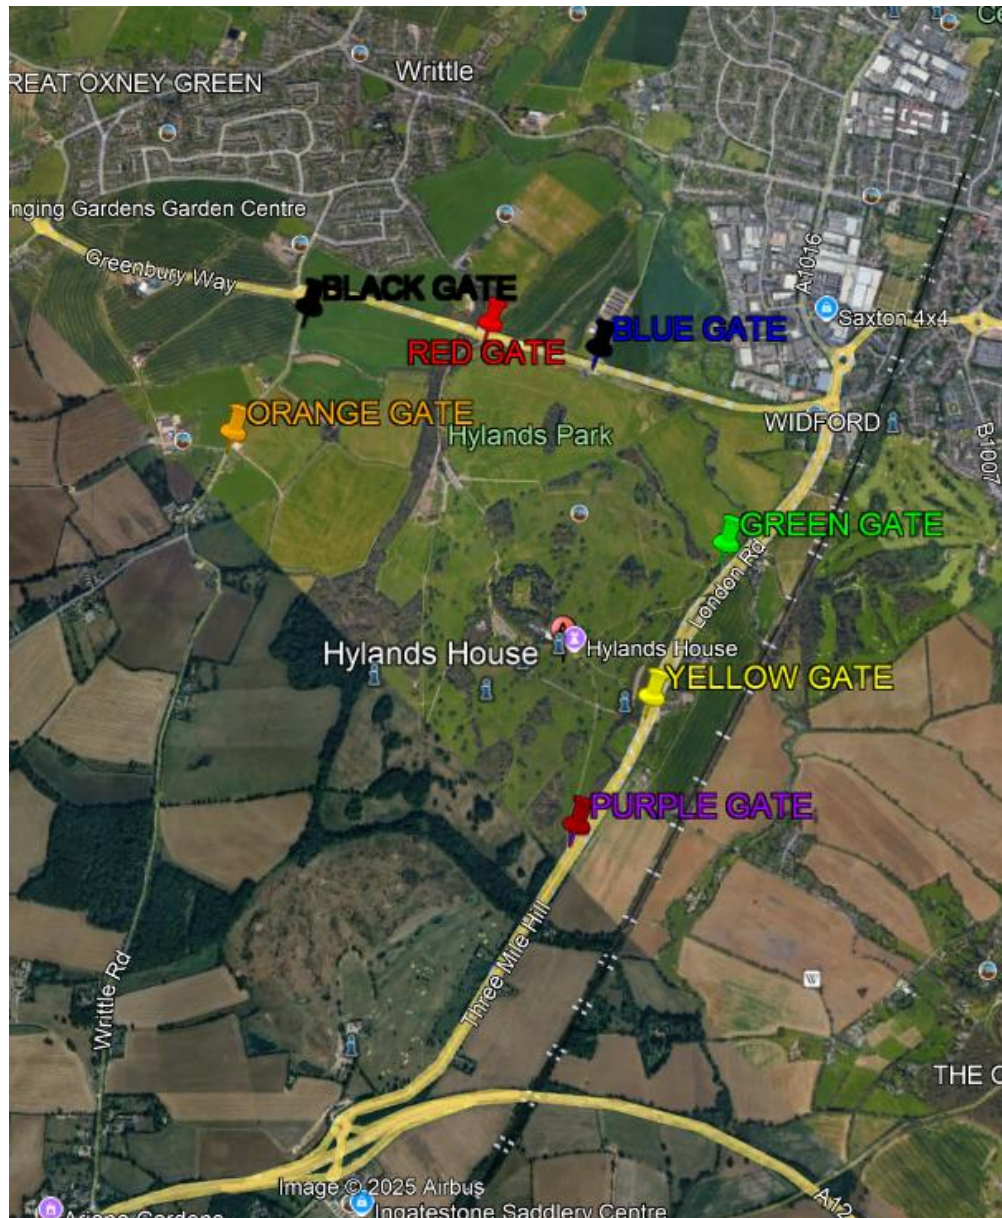 Writtle
REAT OXNEY GREEN
nging Gardens Garden Centre
Greenbury Way
A1016
BLACK GATE
Saxton 4x4
BLUE GATE
RED GATE
ORANGE GATE
WIDFORD
Hylands Park
B1007
GREEN GATE
London Rd
Hylands House
Hylands House
YELLOW GATE
PURPLE GATE
Three Mile Hill
W
Writtle Rd
THE C
Image © 2025 Airbus
A12
Ingatestone Saddlery Centre